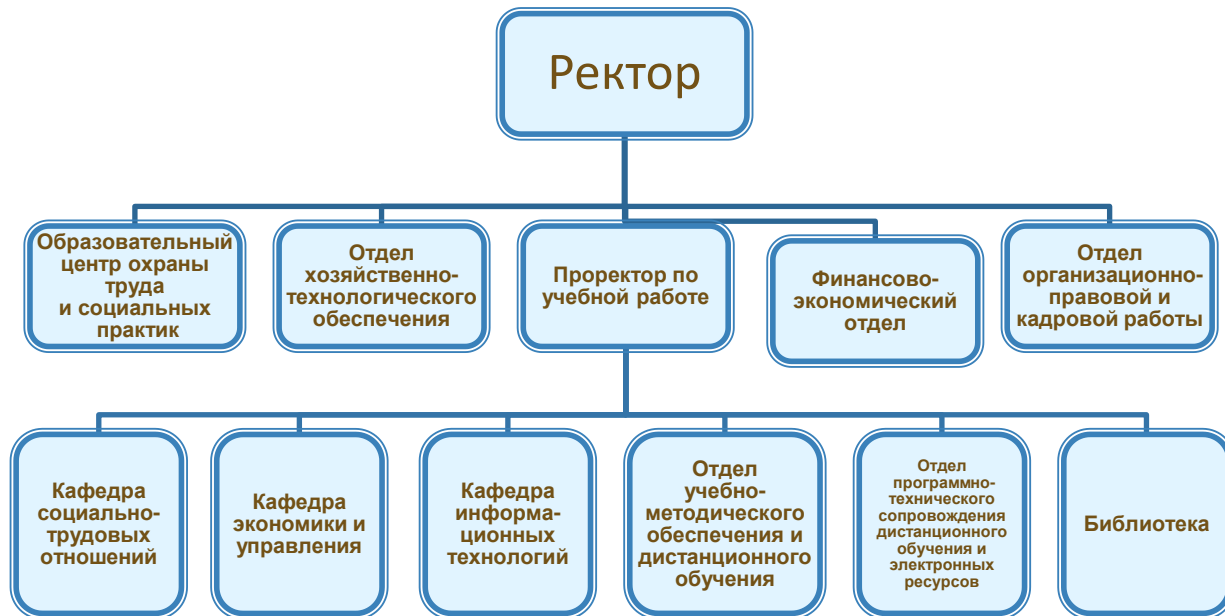 Ректор
Образовательный
центр охраны
труда
и социальных
практик
Отдел
хозяйственно-
технологического
обеспечения
Проректор по
учебной работе
Финансово-
экономический
отдел
Отдел
организационно-
правовой и
кадровой работы
Кафедра
социально-
трудовых
отношений
Кафедра
экономики и
управления
Кафедра
информа-
ционных
технологий
Отдел
учебно-
методического
обеспечения и
дистанционного
обучения
Отдел
программно-
технического
сопровождения
дистанционного
обучения и
электронных
ресурсов
Библиотека